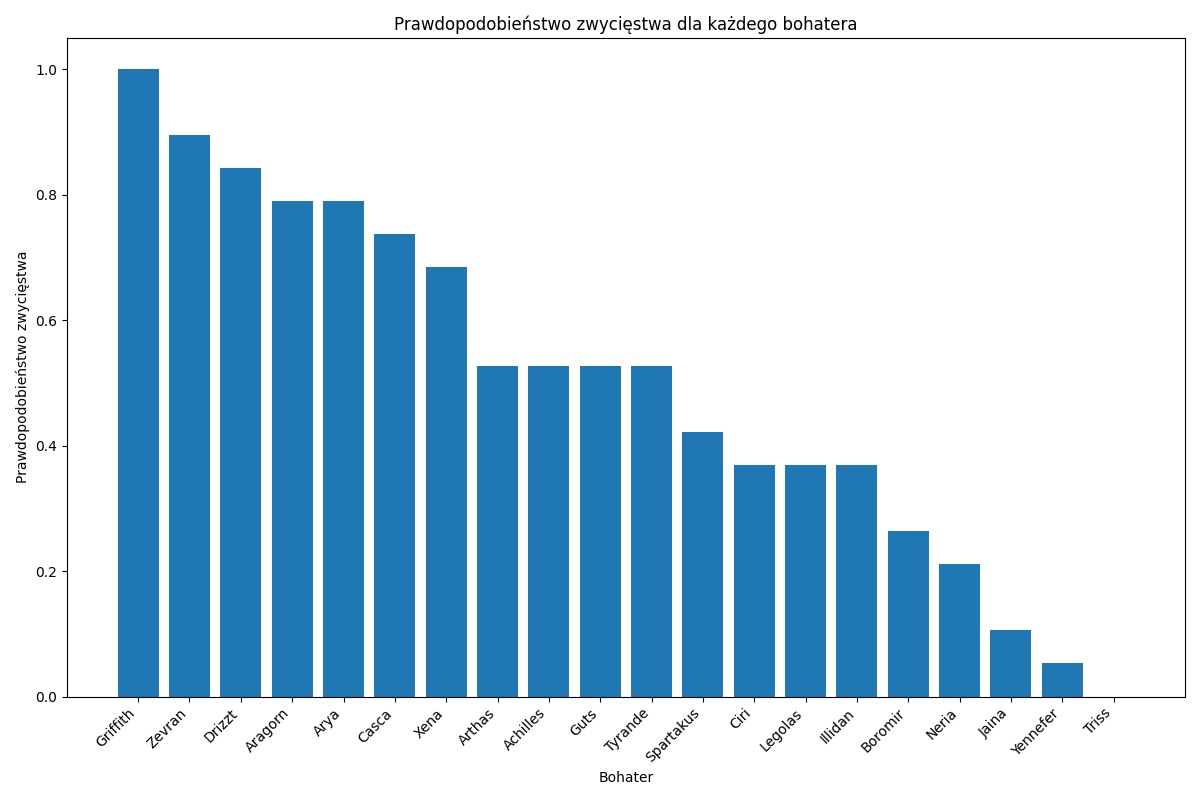 Prawdopodobieństwo zwycięstwa dla każdego bohatera
Prawdopodobieństwo zwycięstwa
1.0
0.8
0.6
0.4
0.2
0.0
Griffith
Zevran
Drizzt
Aragorn
Arya
Casca
Xena
Arthas
Achilles
Guts
Tyrande
Spartakus
Ciri
Legolas
Illidan
Boromir
Neria
Jaina
Yennefer
Triss
Bohater